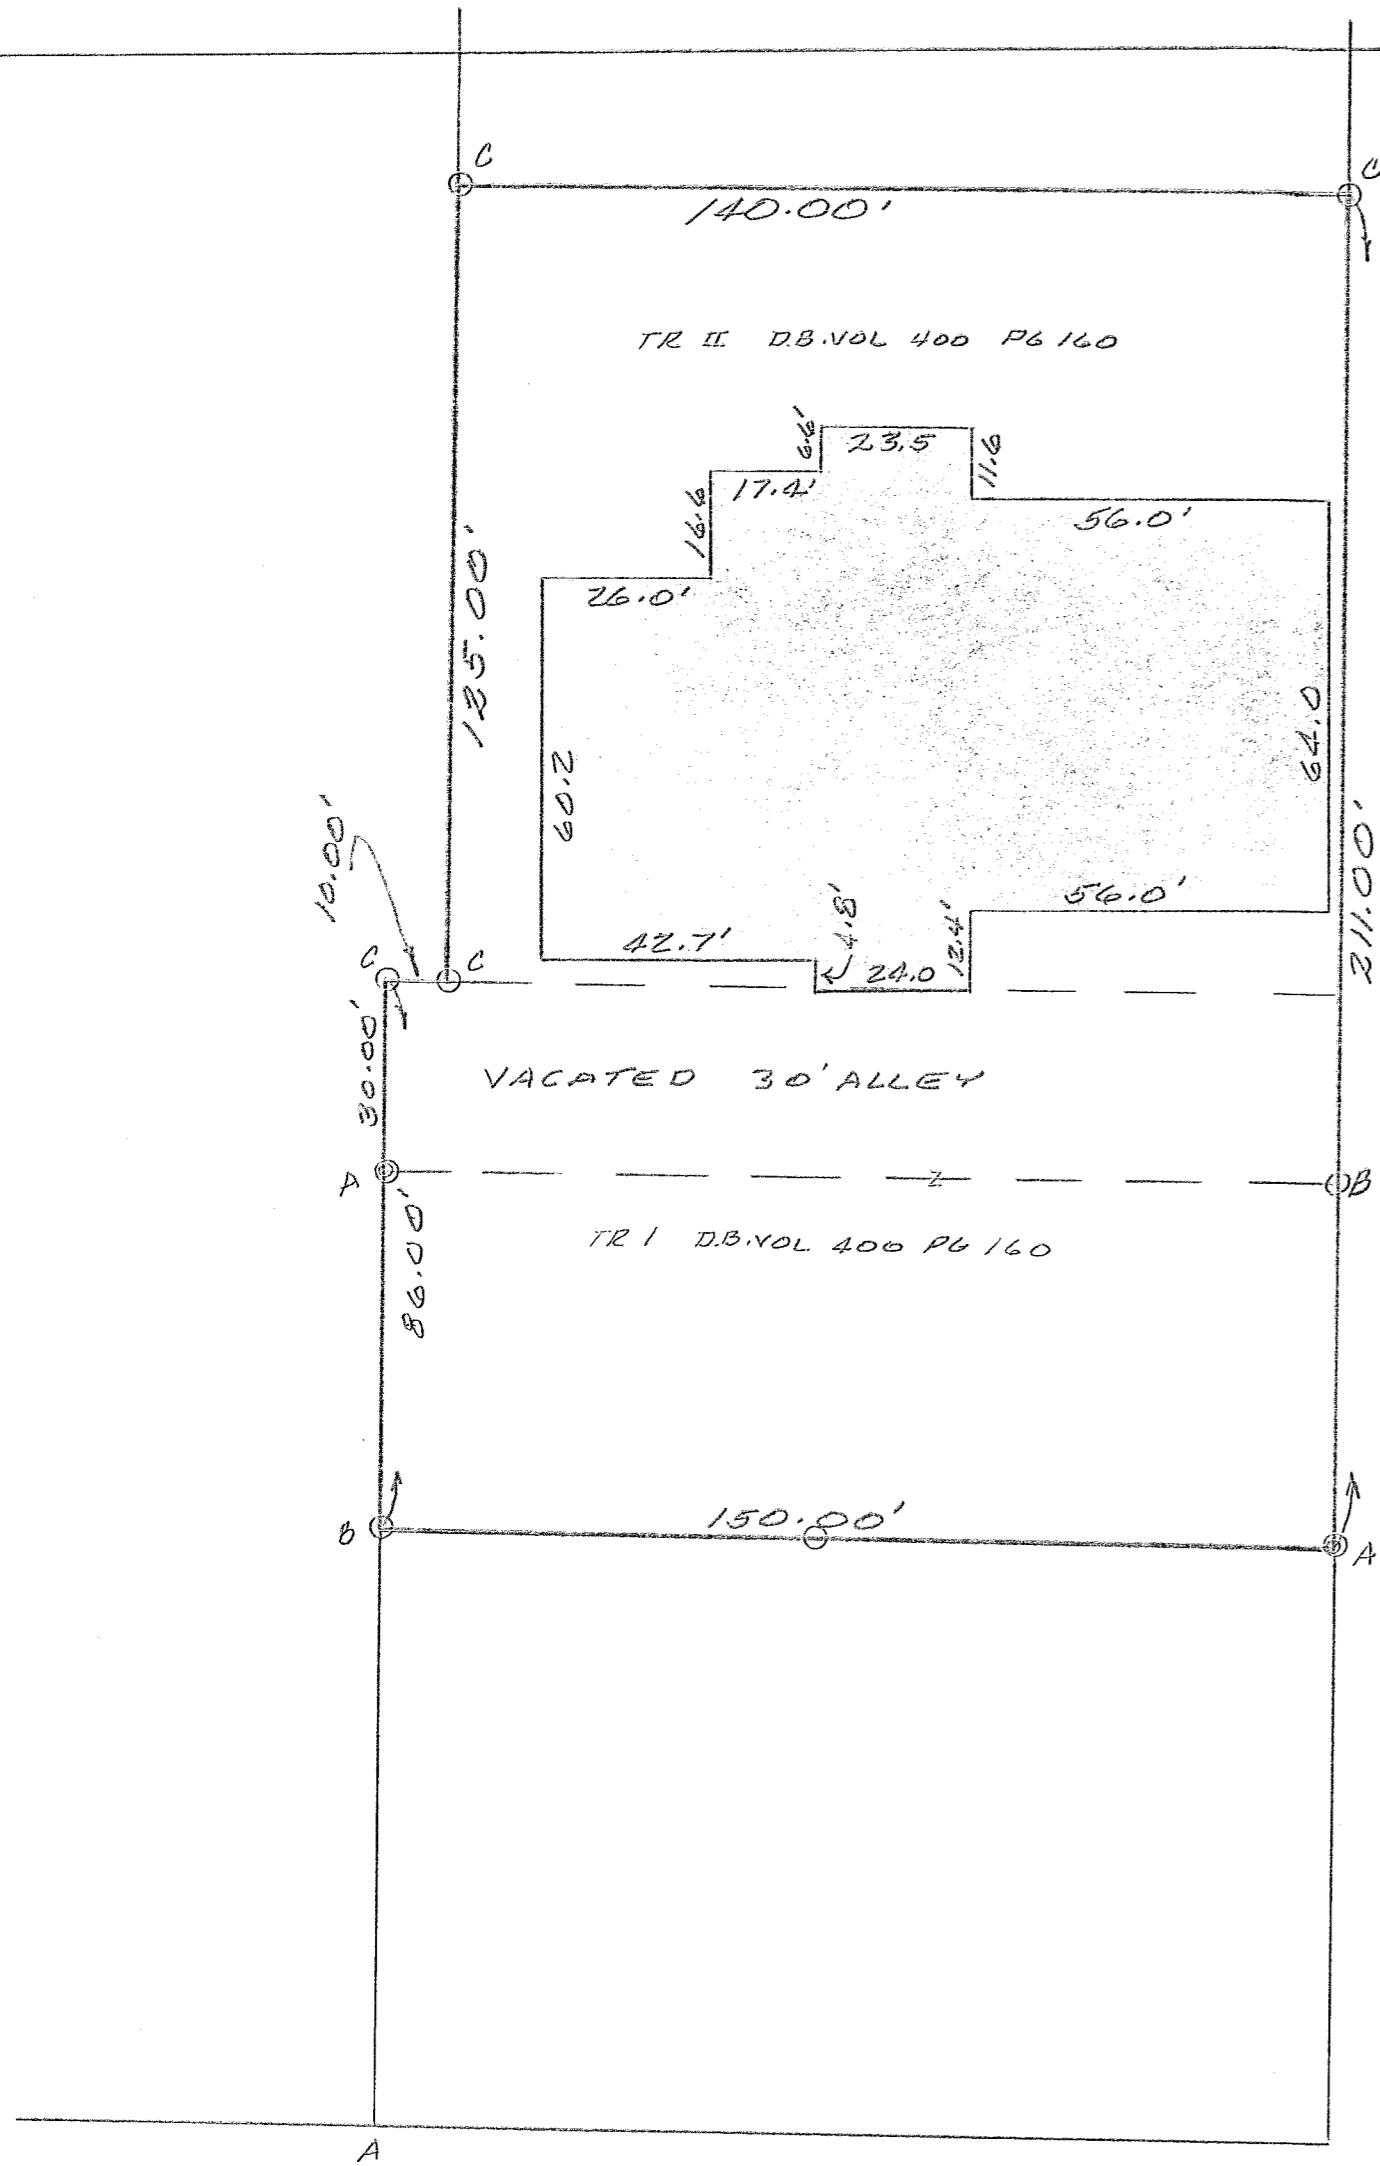 C
C
140.00'
TR II D.B.VOL 400 PG 160
6.6'
23.5
11.6
17.4'
16.6
56.0'
26.0'
125.00'
64.0
60.2
10.00'
211.00'
56.0'
4.8'
12.4'
42.7'
24.0
C
C
30.00'
VACATED 30' ALLEY
A
Z
B
86.00'
TR I D.B.VOL 400 PG 160
150.00'
B
A
A